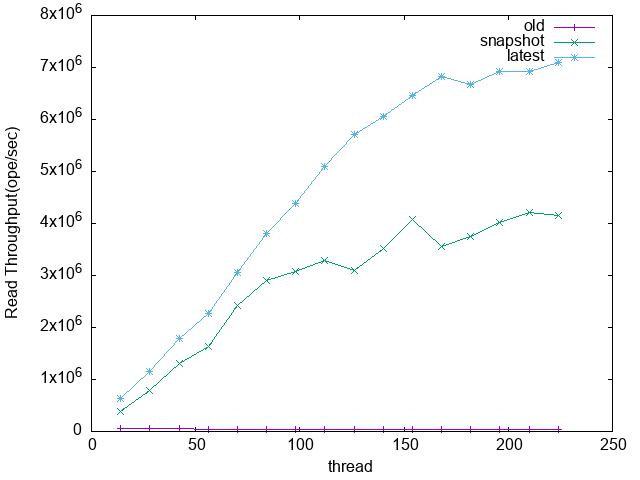 8x10^6
7x10^6
6x10^6
5x10^6
4x10^6
3x10^6
2x10^6
1x10^6
0
Read Throughput(ope/sec)
old
snapshot
latest
0 50 100 150 200 250
thread